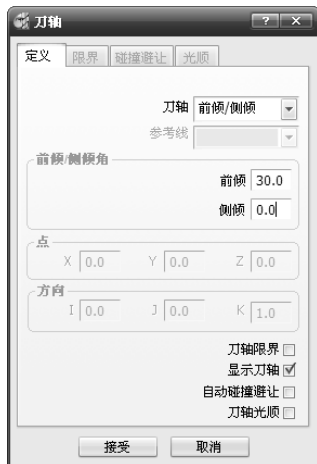 刀轴
定义 限界 碰撞避让 光顺
刀轴 前倾/侧倾
参考线
前倾/侧倾角
前倾 30.0
侧倾 0.0
点
X 0.0 Y 0.0 Z 0.0
方向
I 0.0 J 0.0 K 1.0
刀轴限界
显示刀轴
自动碰撞避让
刀轴光顺
接受 取消